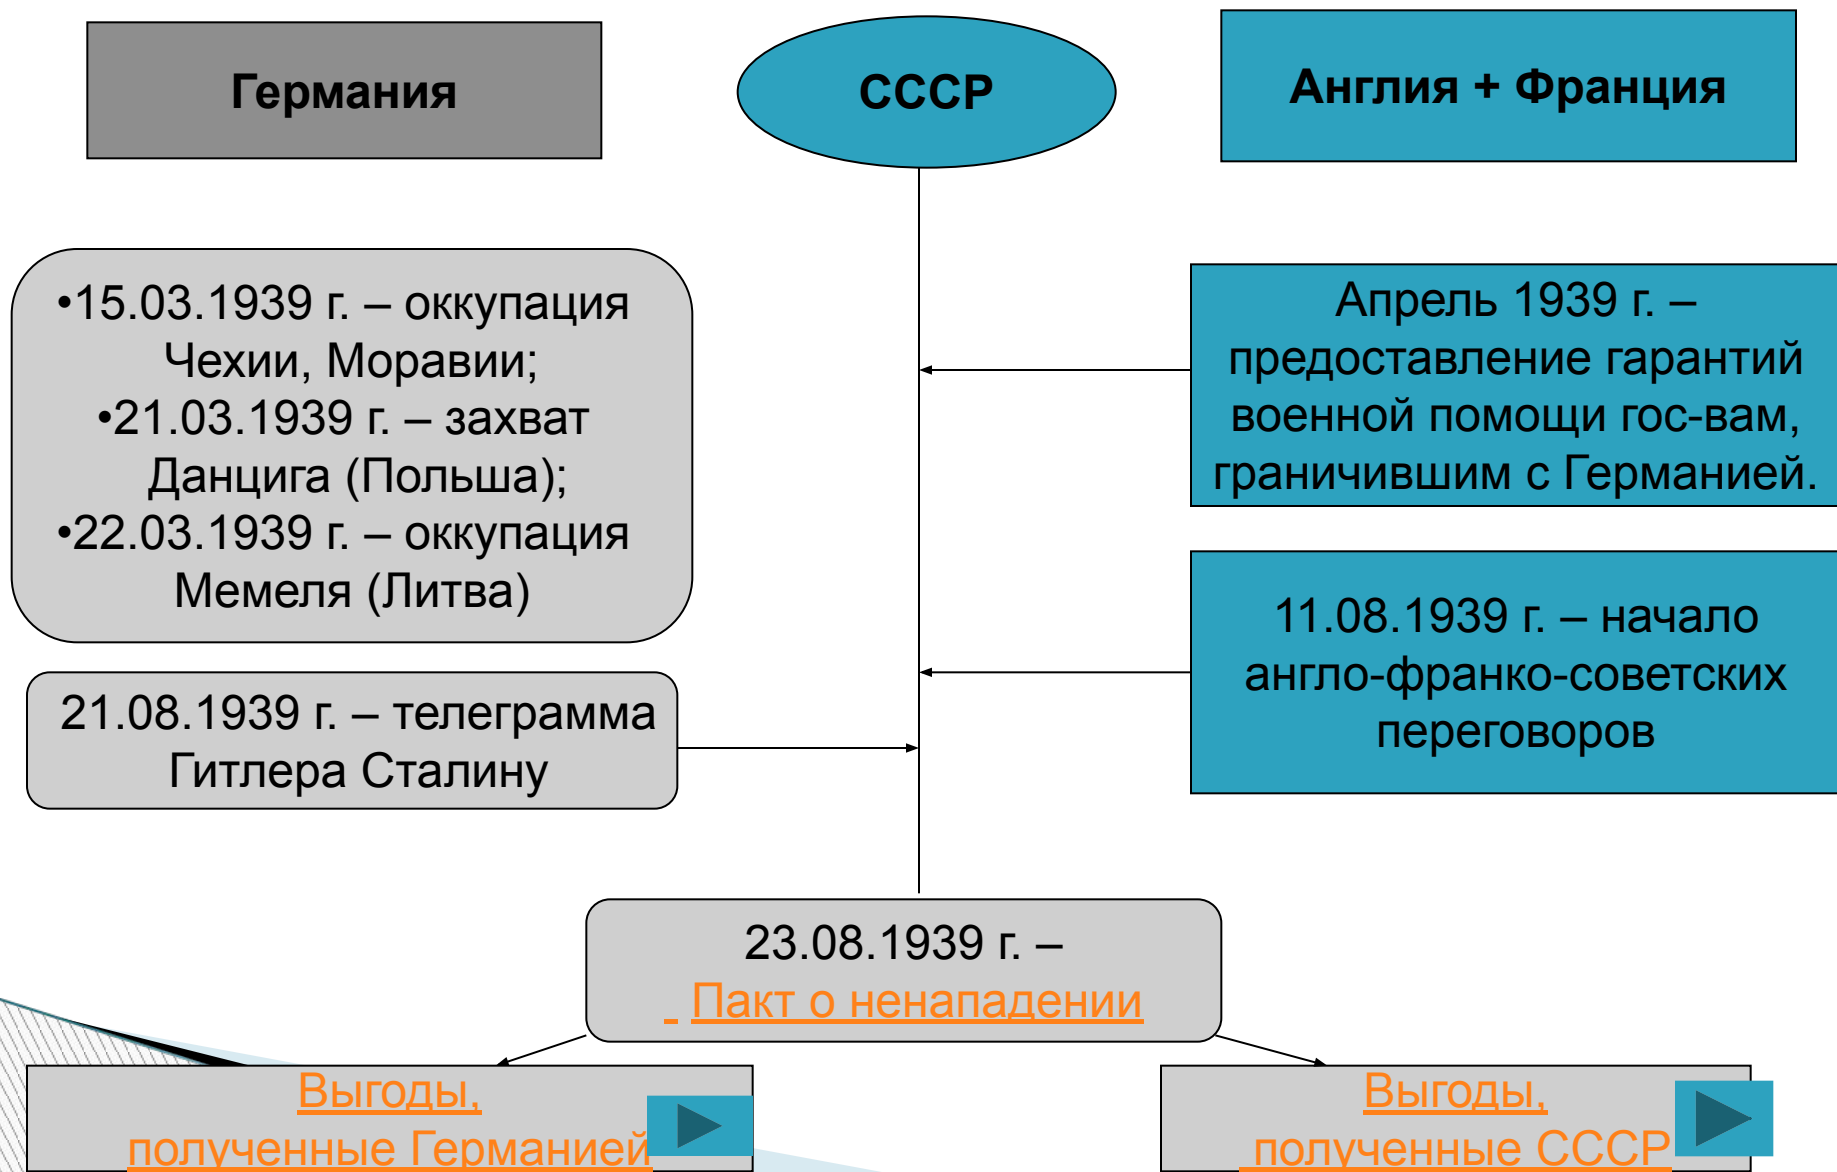 Германия
СССР
Англия + Франция
•15.03.1939 г. – оккупация
Чехии, Моравии;
•21.03.1939 г. – захват
Данцига (Польша);
•22.03.1939 г. – оккупация
Мемеля (Литва)
Апрель 1939 г. –
предоставление гарантий
военной помощи гос-вам,
граничившим с Германией.
11.08.1939 г. – начало
англо-франко-советских
переговоров
21.08.1939 г. – телеграмма
Гитлера Сталину
23.08.1939 г. –
Пакт о ненападении
Выгоды,
полученные Германией
Выгоды,
полученные СССР